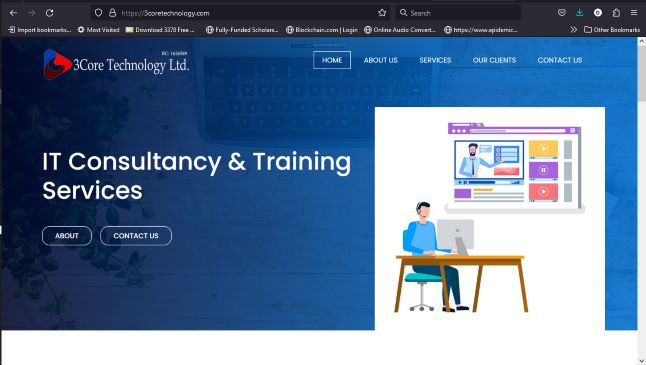 https://3coretechnology.com
Search
Import bookmarks... Most Visited Download 3378 Free ... Fully-Funded Scholars... Blockchain.com | Login Online Audio Convert... https://www.epidemic... Other Bookmarks
RC: 1626589
3Core Technology Ltd.
HOME ABOUT US SERVICES OUR CLIENTS CONTACT US
IT Consultancy & Training
Services
ABOUT CONTACT US